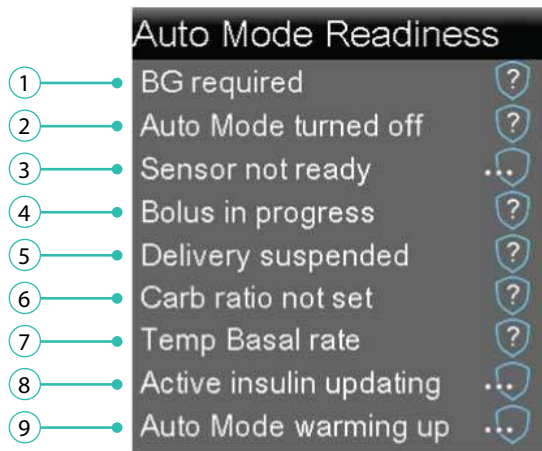 Auto Mode Readiness
1 BG required ?
2 Auto Mode turned off ?
3 Sensor not ready ...
4 Bolus in progress ?
5 Delivery suspended ?
6 Carb ratio not set ?
7 Temp Basal rate ?
8 Active insulin updating ...
9 Auto Mode warming up ...